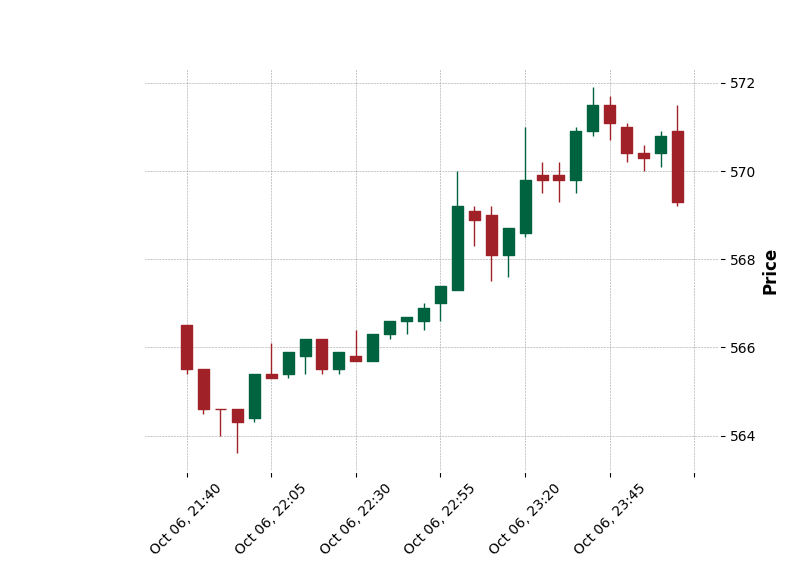 572
570
568
566
564
Price
Oct 06, 21:40
Oct 06, 22:05
Oct 06, 22:30
Oct 06, 22:55
Oct 06, 23:20
Oct 06, 23:45